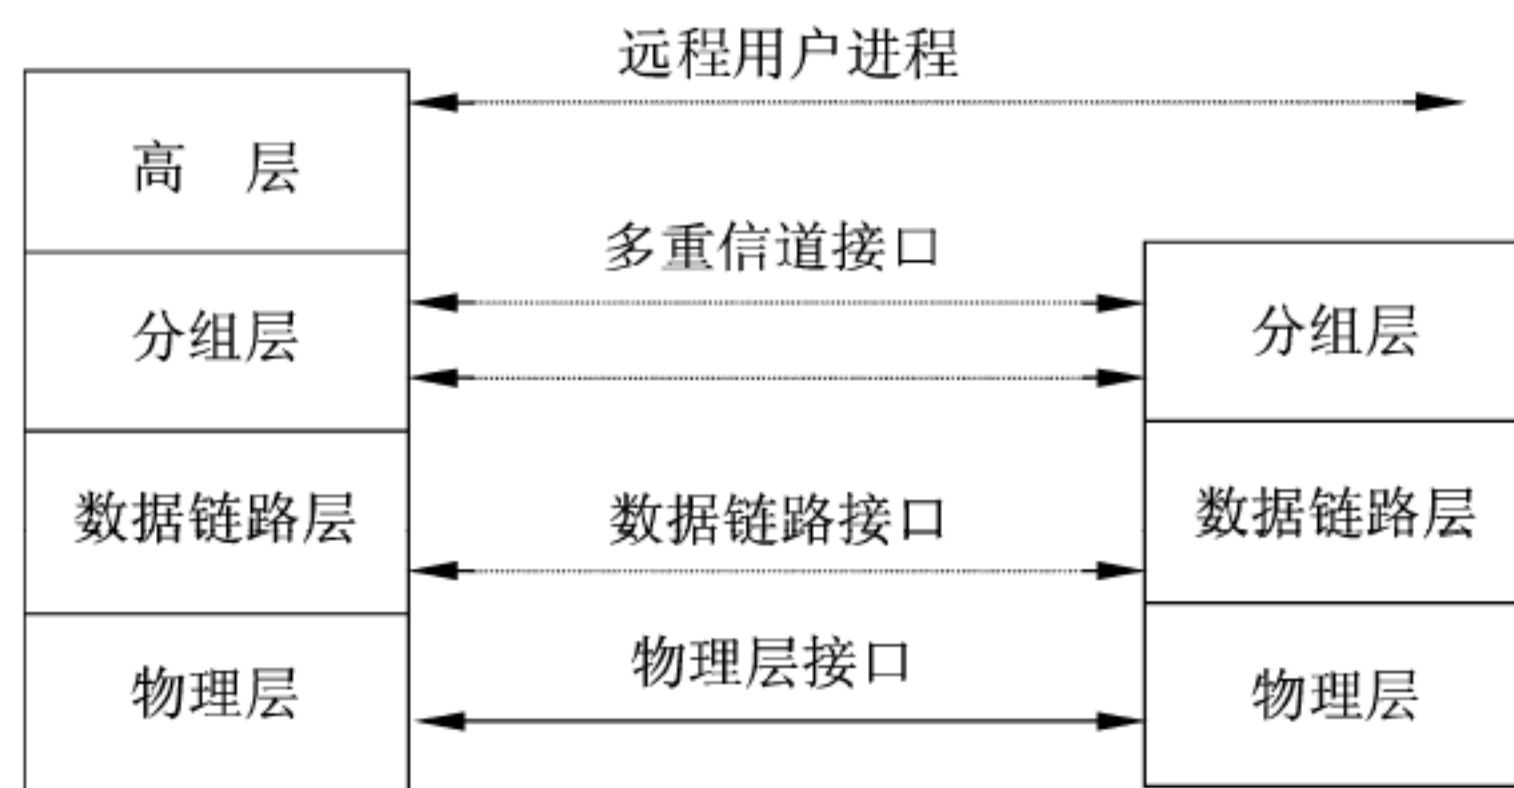 远程用户进程
高 层
多重信道接口
分组层
分组层
数据链路层
数据链路接口
数据链路层
物理层接口
物理层
物理层